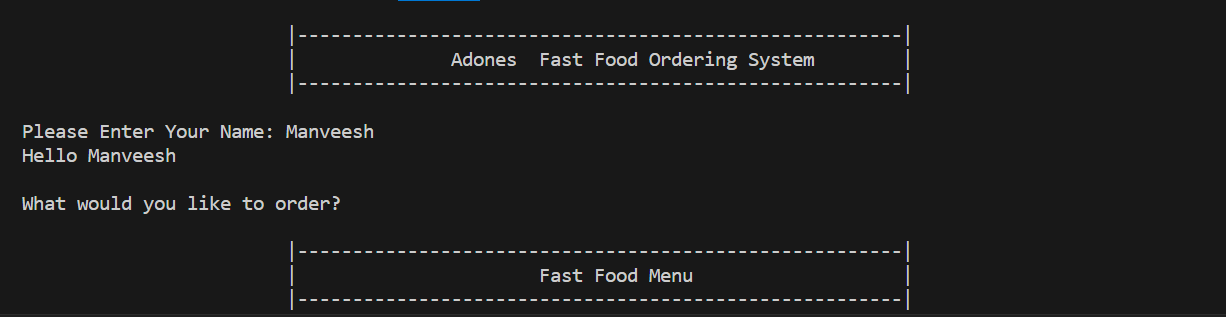 |-------------------------------------------------------|
|              Adones  Fast Food Ordering System        |
|-------------------------------------------------------|
Please Enter Your Name: Manveesh
Hello Manveesh
What would you like to order?
|-------------------------------------------------------|
|                      Fast Food Menu                   |
|-------------------------------------------------------|